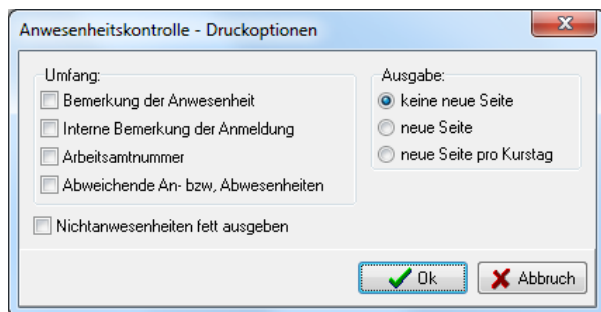 Anwesenheitskontrolle - Druckoptionen
Umfang:
Bemerkung der Anwesenheit
Interne Bemerkung der Anmeldung
Arbeitsamtnummer
Abweichende An- bzw, Abwesenheiten
Nichtanwesenheiten fett ausgeben
Ausgabe:
keine neue Seite
neue Seite
neue Seite pro Kurstag
Ok
Abbruch